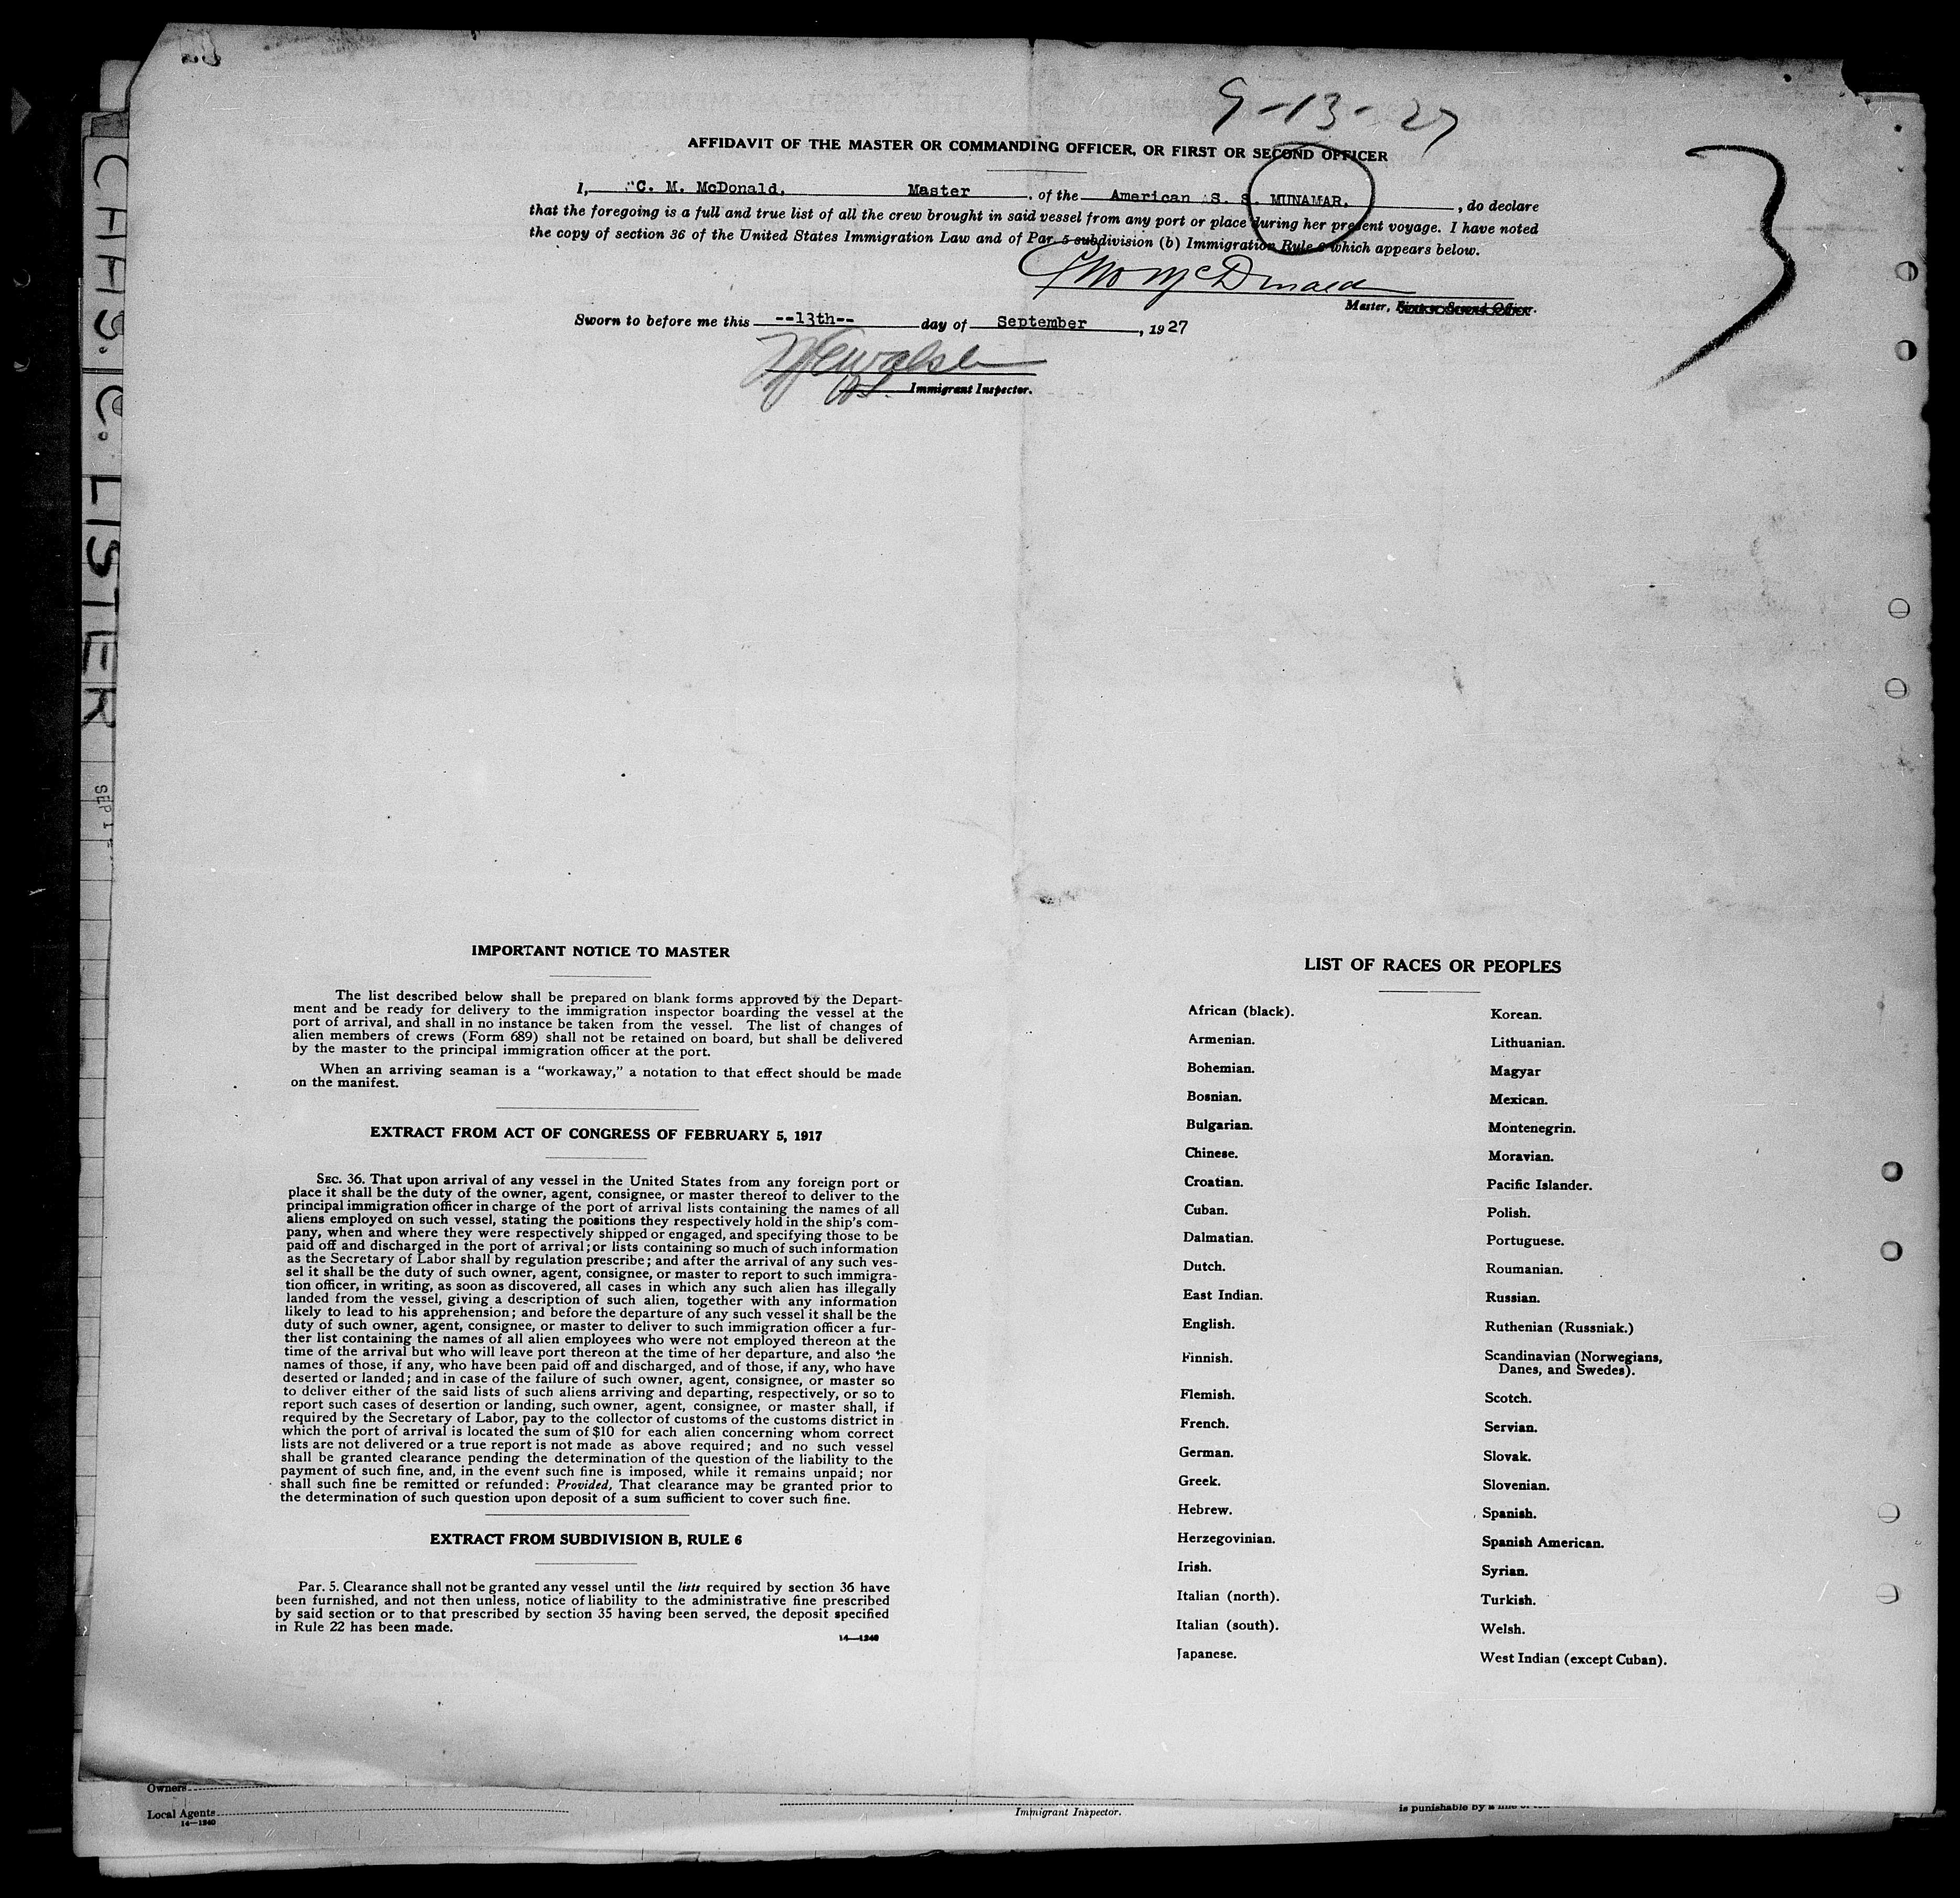 9-13-27
AFFIDAVIT OF THE MASTER OR COMMANDING OFFICER, OR FIRST OR SECOND OFFICER
I, C. M. McDonald, Master, of the American S. S. MUNAMAR, do declare
that the foregoing is a full and true list of all the crew brought in said vessel from any port or place during her present voyage. I have noted
the copy of section 36 of the United States Immigration Law and of Par. 5 subdivision (b) Immigration Rule 6 which appears below.
McDonald
Master, First or Second Officer.
Sworn to before me this --13th-- day of September, 1927
Immigrant Inspector.
3
CHAS. C. LISTER
SEP 1
IMPORTANT NOTICE TO MASTER
The list described below shall be prepared on blank forms approved by the Depart-
ment and be ready for delivery to the immigration inspector boarding the vessel at the
port of arrival, and shall in no instance be taken from the vessel. The list of changes of
alien members of crews (Form 689) shall not be retained on board, but shall be delivered
by the master to the principal immigration officer at the port.
When an arriving seaman is a "workaway," a notation to that effect should be made
on the manifest.
EXTRACT FROM ACT OF CONGRESS OF FEBRUARY 5, 1917
SEC. 36. That upon arrival of any vessel in the United States from any foreign port or
place it shall be the duty of the owner, agent, consignee, or master thereof to deliver to the
principal immigration officer in charge of the port of arrival lists containing the names of all
aliens employed on such vessel, stating the positions they respectively hold in the ship's com-
pany, when and where they were respectively shipped or engaged, and specifying those to be
paid off and discharged in the port of arrival; or lists containing so much of such information
as the Secretary of Labor shall by regulation prescribe; and after the arrival of any such ves-
sel it shall be the duty of such owner, agent, consignee, or master to report to such immigra-
tion officer, in writing, as soon as discovered, all cases in which any such alien has illegally
landed from the vessel, giving a description of such alien, together with any information
likely to lead to his apprehension; and before the departure of any such vessel it shall be the
duty of such owner, agent, consignee, or master to deliver to such immigration officer a fur-
ther list containing the names of all alien employees who were not employed thereon at the
time of the arrival but who will leave port thereon at the time of her departure, and also the
names of those, if any, who have been paid off and discharged, and of those, if any, who have
deserted or landed; and in case of the failure of such owner, agent, consignee, or master so
to deliver either of the said lists of such aliens arriving and departing, respectively, or so to
report such cases of desertion or landing, such owner, agent, consignee, or master shall, if
required by the Secretary of Labor, pay to the collector of customs of the customs district in
which the port of arrival is located the sum of $10 for each alien concerning whom correct
lists are not delivered or a true report is not made as above required; and no such vessel
shall be granted clearance pending the determination of the question of the liability to the
payment of such fine, and, in the event such fine is imposed, while it remains unpaid; nor
shall such fine be remitted or refunded: Provided, That clearance may be granted prior to
the determination of such question upon deposit of a sum sufficient to cover such fine.
EXTRACT FROM SUBDIVISION B, RULE 6
Par. 5. Clearance shall not be granted any vessel until the lists required by section 36 have
been furnished, and not then unless, notice of liability to the administrative fine prescribed
by said section or to that prescribed by section 35 having been served, the deposit specified
in Rule 22 has been made.
14—1240
LIST OF RACES OR PEOPLES
African (black).
Armenian.
Bohemian.
Bosnian.
Bulgarian.
Chinese.
Croatian.
Cuban.
Dalmatian.
Dutch.
East Indian.
English.
Finnish.
Flemish.
French.
German.
Greek.
Hebrew.
Herzegovinian.
Irish.
Italian (north).
Italian (south).
Japanese.
Korean.
Lithuanian.
Magyar
Mexican.
Montenegrin.
Moravian.
Pacific Islander.
Polish.
Portuguese.
Roumanian.
Russian.
Ruthenian (Russniak.)
Scandinavian (Norwegians,
Danes, and Swedes).
Scotch.
Servian.
Slovak.
Slovenian.
Spanish.
Spanish American.
Syrian.
Turkish.
Welsh.
West Indian (except Cuban).
Owners
Local Agents
14—1240
Immigrant Inspector.
is punishable by a fine of